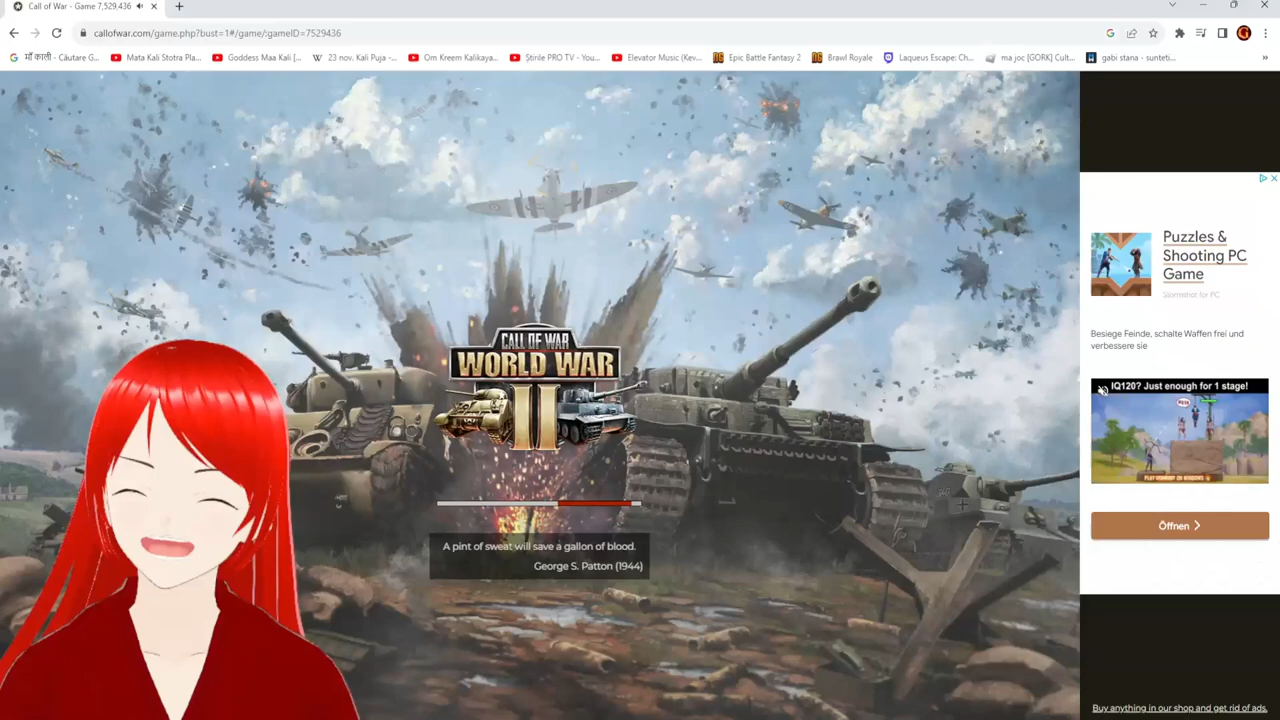 Call of War - Game 7,529,436
callofwar.com/game.php?bust=1#/game/:gameID=7529436
माँ काली - Căutare G...
Mata Kali Stotra Pla...
Goddess Maa Kali [...
23 nov. Kali Puja -...
Om Kreem Kalikaya...
Știrile PRO TV - You...
Elevator Music (Kev...
Epic Battle Fantasy 2
Brawl Royale
Laqueus Escape: Ch...
ma joc [GORK] Cult...
gabi stana - sunteti...
CALL OF WAR
WORLD WAR
II
A pint of sweat will save a gallon of blood.
George S. Patton (1944)
Puzzles &
Shooting PC
Game
Stormshot for PC
Besiege Feinde, schalte Waffen frei und
verbessere sie
IQ120? Just enough for 1 stage!
Öffnen
Buy anything in our shop and get rid of ads.